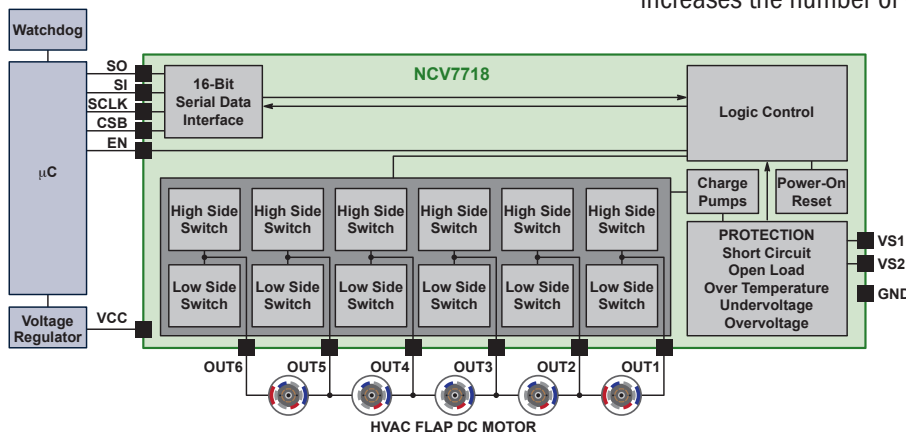 increases the number of
Watchdog
μC
Voltage
Regulator
SO
SI
SCLK
CSB
EN
VCC
NCV7718
16-Bit
Serial Data
Interface
Logic Control
High Side
Switch
High Side
Switch
High Side
Switch
High Side
Switch
High Side
Switch
High Side
Switch
Low Side
Switch
Low Side
Switch
Low Side
Switch
Low Side
Switch
Low Side
Switch
Low Side
Switch
Charge
Pumps
Power-On
Reset
PROTECTION
Short Circuit
Open Load
Over Temperature
Undervoltage
Overvoltage
VS1
VS2
GND
OUT6
OUT5
OUT4
OUT3
OUT2
OUT1
HVAC FLAP DC MOTOR